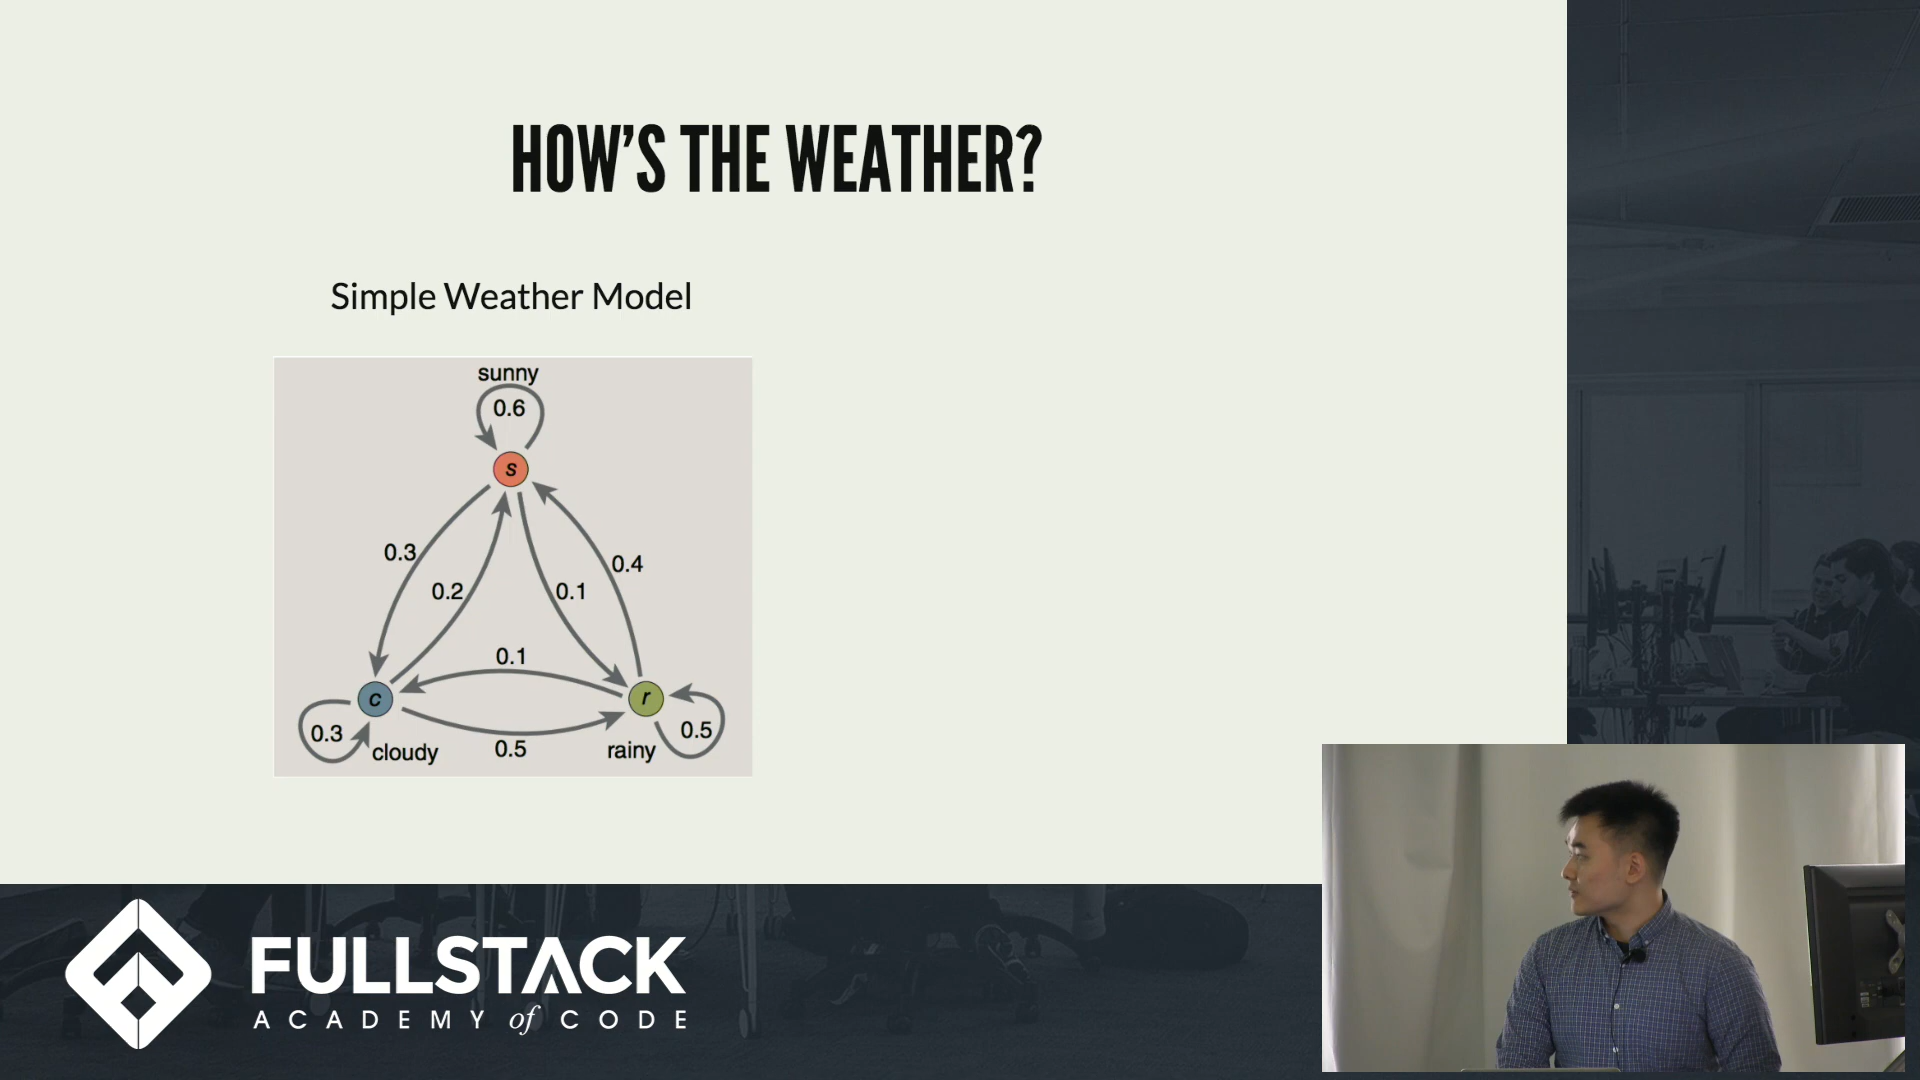 HOW'S THE WEATHER?
Simple Weather Model
sunny
0.6
s
0.3
0.4
0.2
0.1
0.1
c
r
0.3
0.5
cloudy
0.5
rainy
FULLSTACK
ACADEMY of CODE